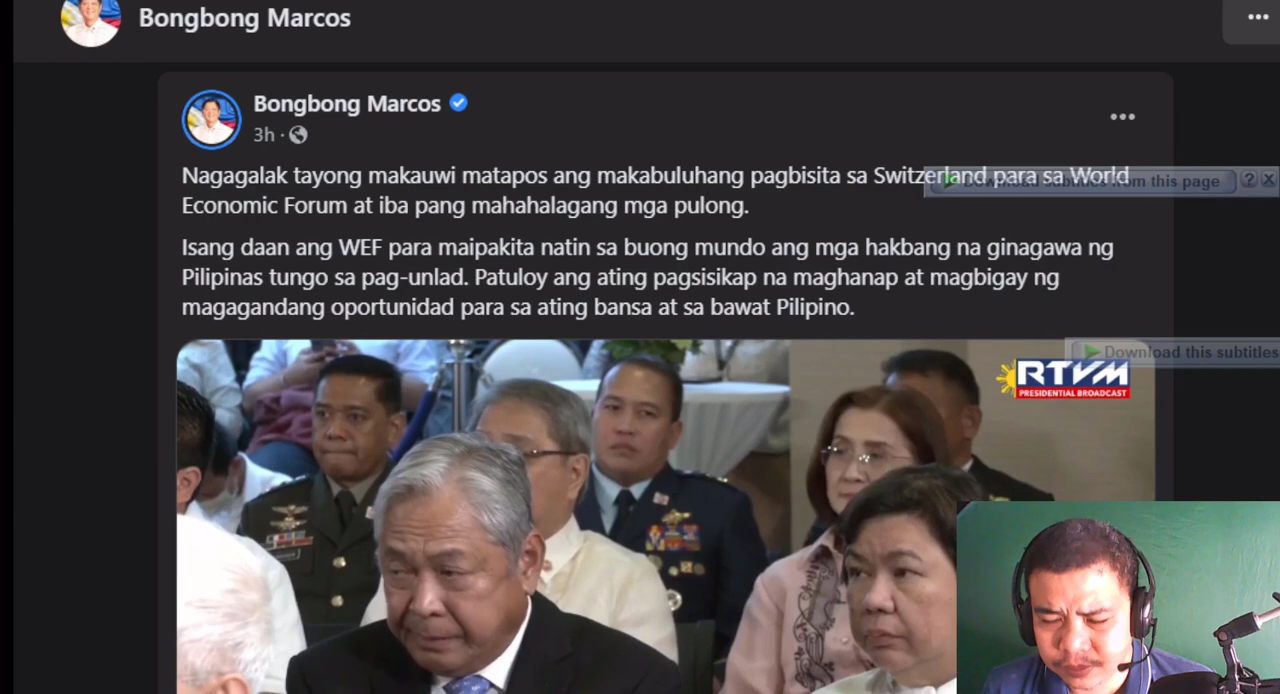 Bongbong Marcos
Bongbong Marcos
3h ·
Nagagalak tayong makauwi matapos ang makabuluhang pagbisita sa Switzerland para sa World
Download subtitles from this page ? X
Economic Forum at iba pang mahahalagang mga pulong.
Isang daan ang WEF para maipakita natin sa buong mundo ang mga hakbang na ginagawa ng
Pilipinas tungo sa pag-unlad. Patuloy ang ating pagsisikap na maghanap at magbigay ng
magagandang oportunidad para sa ating bansa at sa bawat Pilipino.
Download this subtitles
RTVM
PRESIDENTIAL BROADCAST